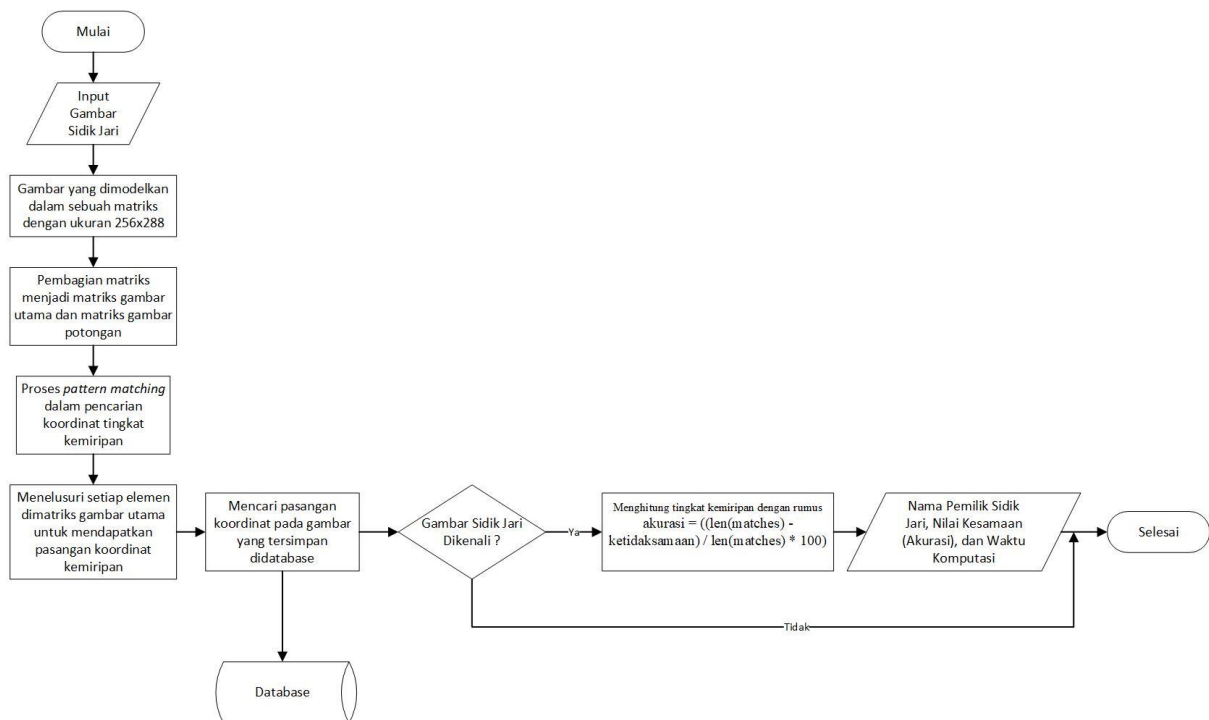 Mulai
Input
Gambar
Sidik Jari
Gambar yang dimodelkan
dalam sebuah matriks
dengan ukuran 256x288
Pembagian matriks
menjadi matriks gambar
utama dan matriks gambar
potongan
Proses pattern matching
dalam pencarian
koordinat tingkat
kemiripan
Menelusuri setiap elemen
dimatriks gambar utama
untuk mendapatkan
pasangan koordinat
kemiripan
Mencari pasangan
koordinat pada gambar
yang tersimpan
didatabase
Database
Gambar Sidik Jari
Dikenali ?
Ya
Menghitung tingkat kemiripan dengan rumus
akurasi = ((len(matches) -
ketidaksamaan) / len(matches) * 100)
Nama Pemilik Sidik
Jari, Nilai Kesamaan
(Akurasi), dan Waktu
Komputasi
Selesai
Tidak